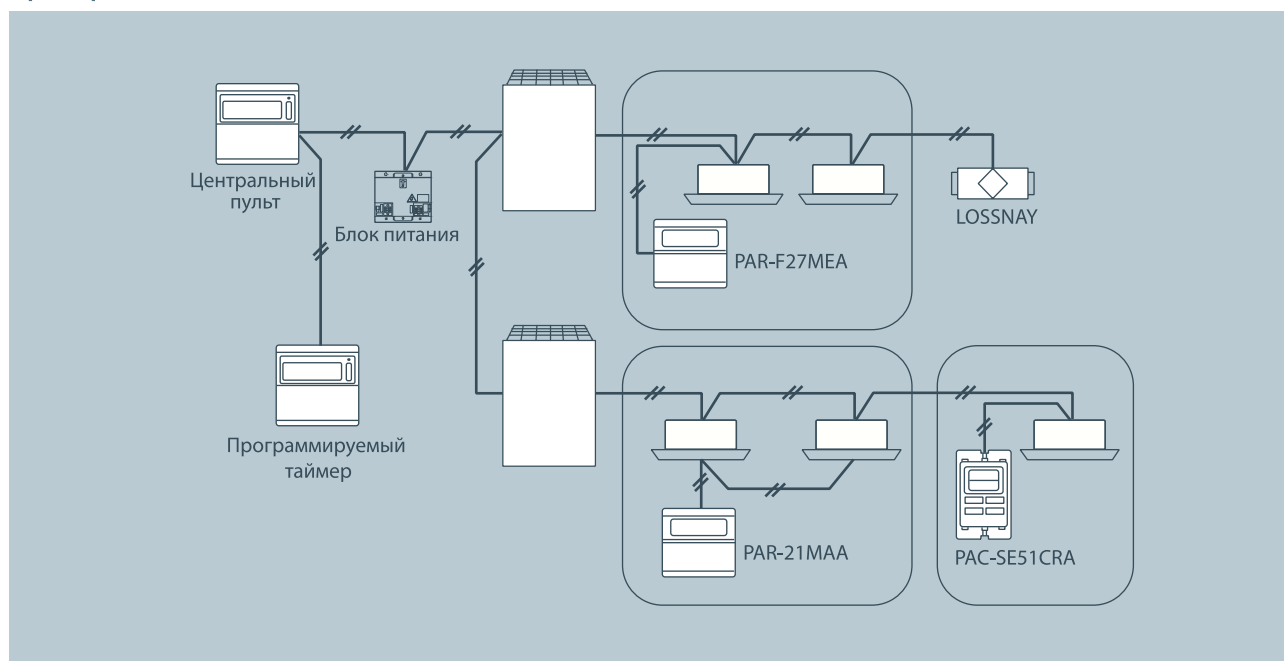 Центральный
пульт
Блок питания
Программируемый
таймер
PAR-F27MEA
LOSSNAY
PAR-21MAA
PAC-SE51CRA